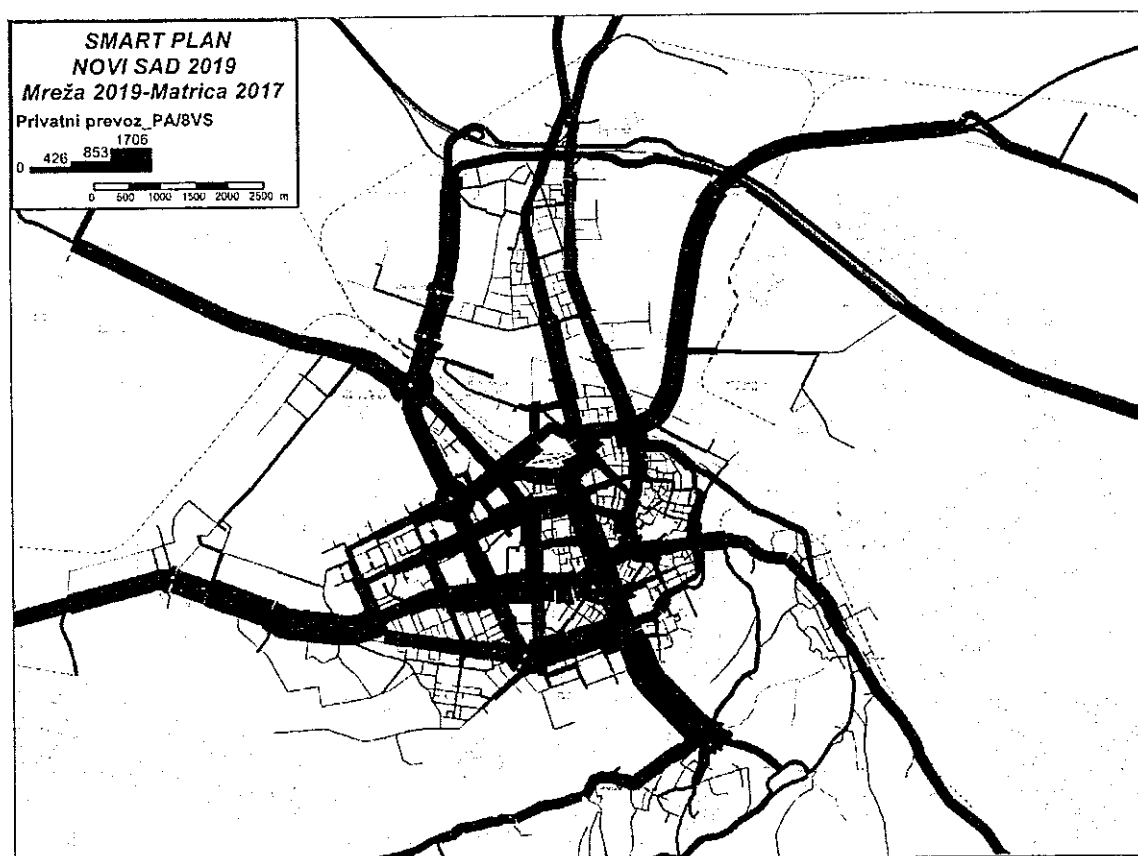 SMART PLAN
NOVI SAD 2019
Mreža 2019-Matrica 2017
Privatni prevoz_PA/8VS
0 426 853 1706
0 500 1000 1500 2000 2500 m